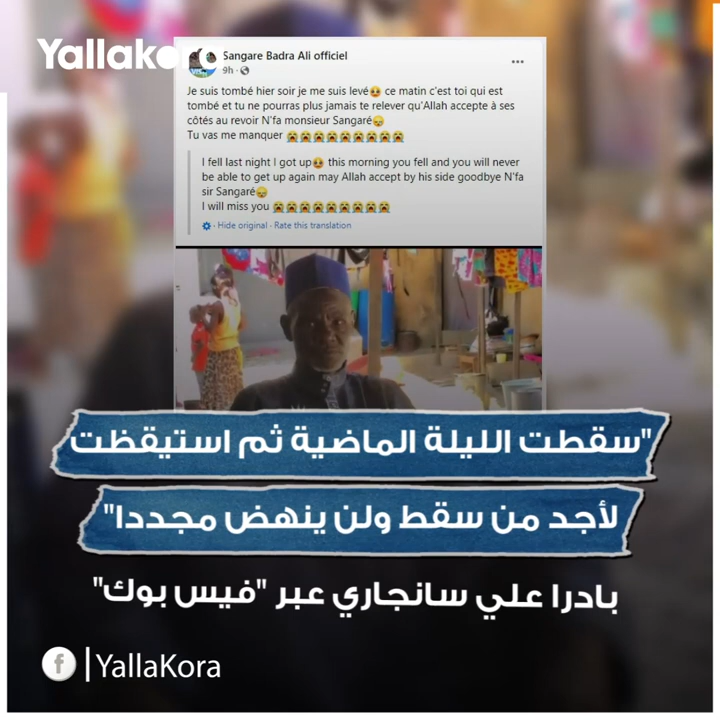 Yallakora
Sangare Badra Ali officiel
9h ·
Je suis tombé hier soir je me suis levé🥺 ce matin c'est toi qui est
tombé et tu ne pourras plus jamais te relever qu'Allah accepte à ses
côtés au revoir N'fa monsieur Sangaré😞
Tu vas me manquer 😭😭😭😭😭😭😭😭😭
I fell last night I got up🥺 this morning you fell and you will never
be able to get up again may Allah accept by his side goodbye N'fa
sir Sangaré😞
I will miss you 😭😭😭😭😭😭😭😭😭
· Hide original · Rate this translation
"سقطت الليلة الماضية ثم استيقظت
لأجد من سقط ولن ينهض مجددا"
بادرا علي سانجاري عبر "فيس بوك"
f | YallaKora